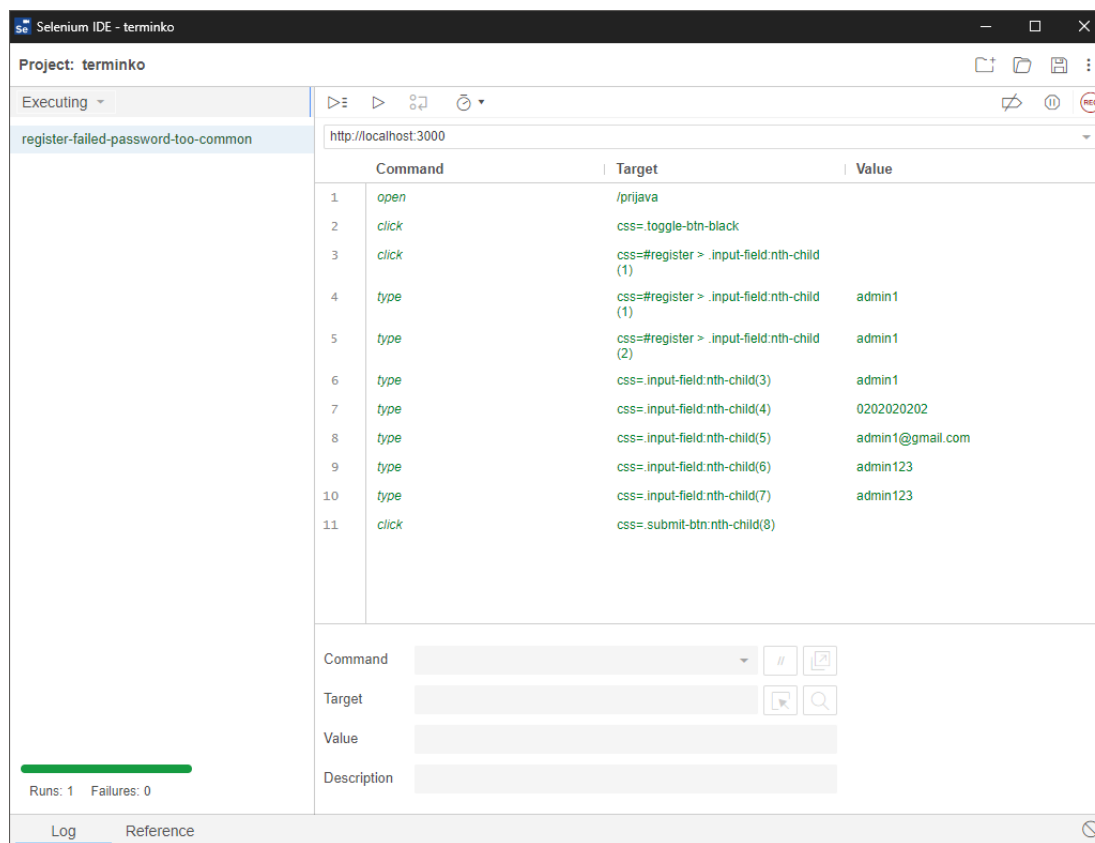 Selenium IDE - terminko
Project: terminko
Executing
http://localhost:3000
register-failed-password-too-common
Command Target Value
1 open /prijava
2 click css=.toggle-btn-black
3 click css=#register > .input-field:nth-child
(1)
4 type css=#register > .input-field:nth-child admin1
(1)
5 type css=#register > .input-field:nth-child admin1
(2)
6 type css=.input-field:nth-child(3) admin1
7 type css=.input-field:nth-child(4) 0202020202
8 type css=.input-field:nth-child(5) admin1@gmail.com
9 type css=.input-field:nth-child(6) admin123
10 type css=.input-field:nth-child(7) admin123
11 click css=.submit-btn:nth-child(8)
Command //
Target
Value
Description
Runs: 1 Failures: 0
Log Reference